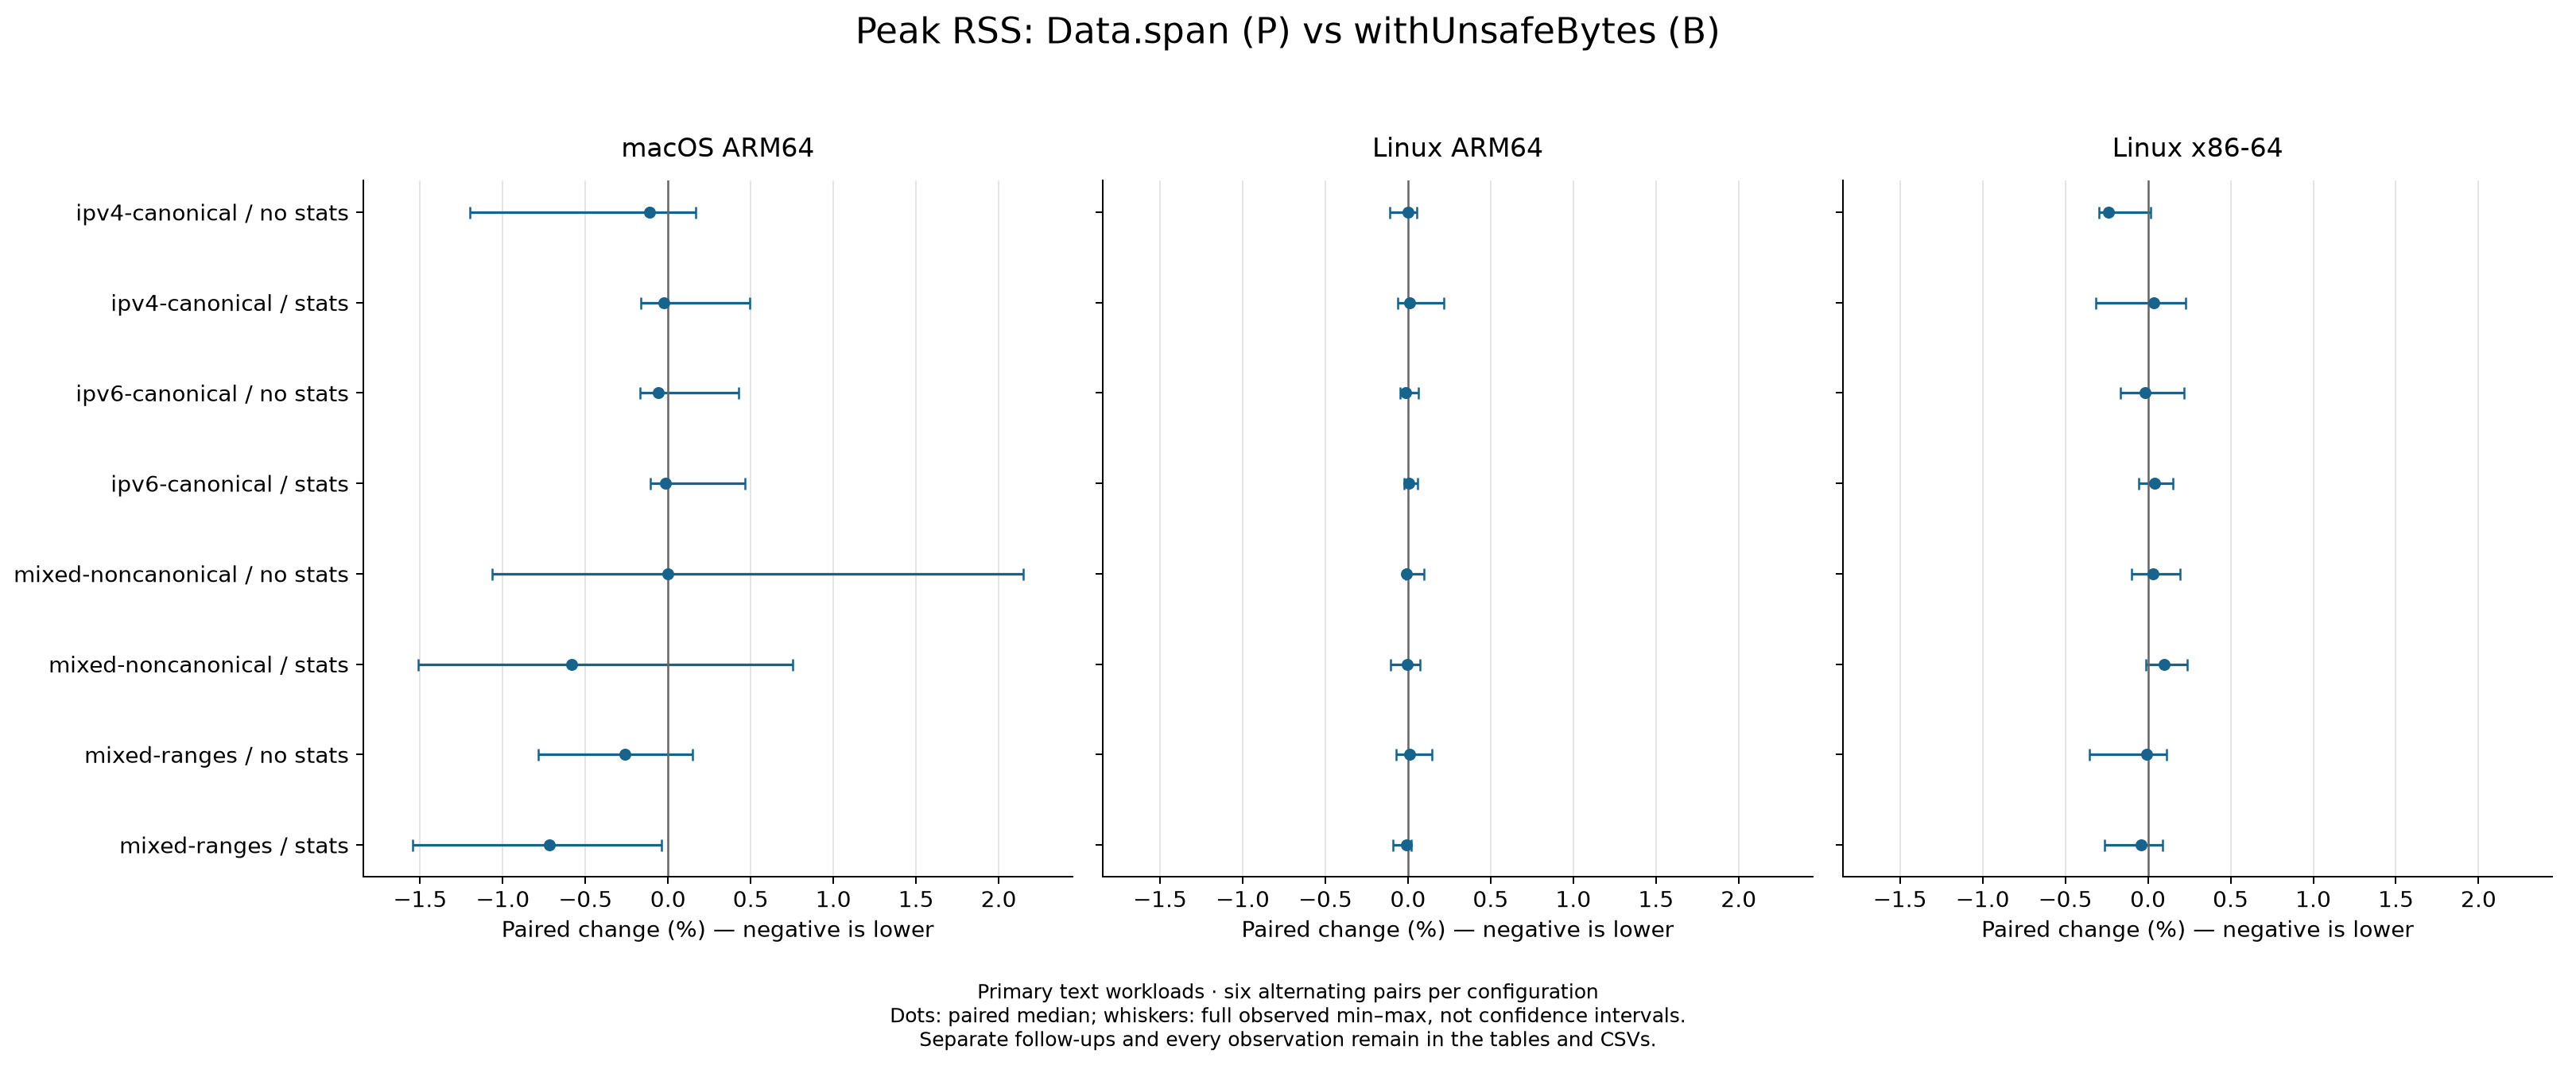 Peak RSS: Data.span (P) vs withUnsafeBytes (B)
macOS ARM64
Linux ARM64
Linux x86-64
ipv4-canonical / no stats
ipv4-canonical / stats
ipv6-canonical / no stats
ipv6-canonical / stats
mixed-noncanonical / no stats
mixed-noncanonical / stats
mixed-ranges / no stats
mixed-ranges / stats
−1.5 −1.0 −0.5 0.0 0.5 1.0 1.5 2.0
−1.5 −1.0 −0.5 0.0 0.5 1.0 1.5 2.0
−1.5 −1.0 −0.5 0.0 0.5 1.0 1.5 2.0
Paired change (%) — negative is lower
Paired change (%) — negative is lower
Paired change (%) — negative is lower
Primary text workloads · six alternating pairs per configuration
Dots: paired median; whiskers: full observed min–max, not confidence intervals.
Separate follow-ups and every observation remain in the tables and CSVs.